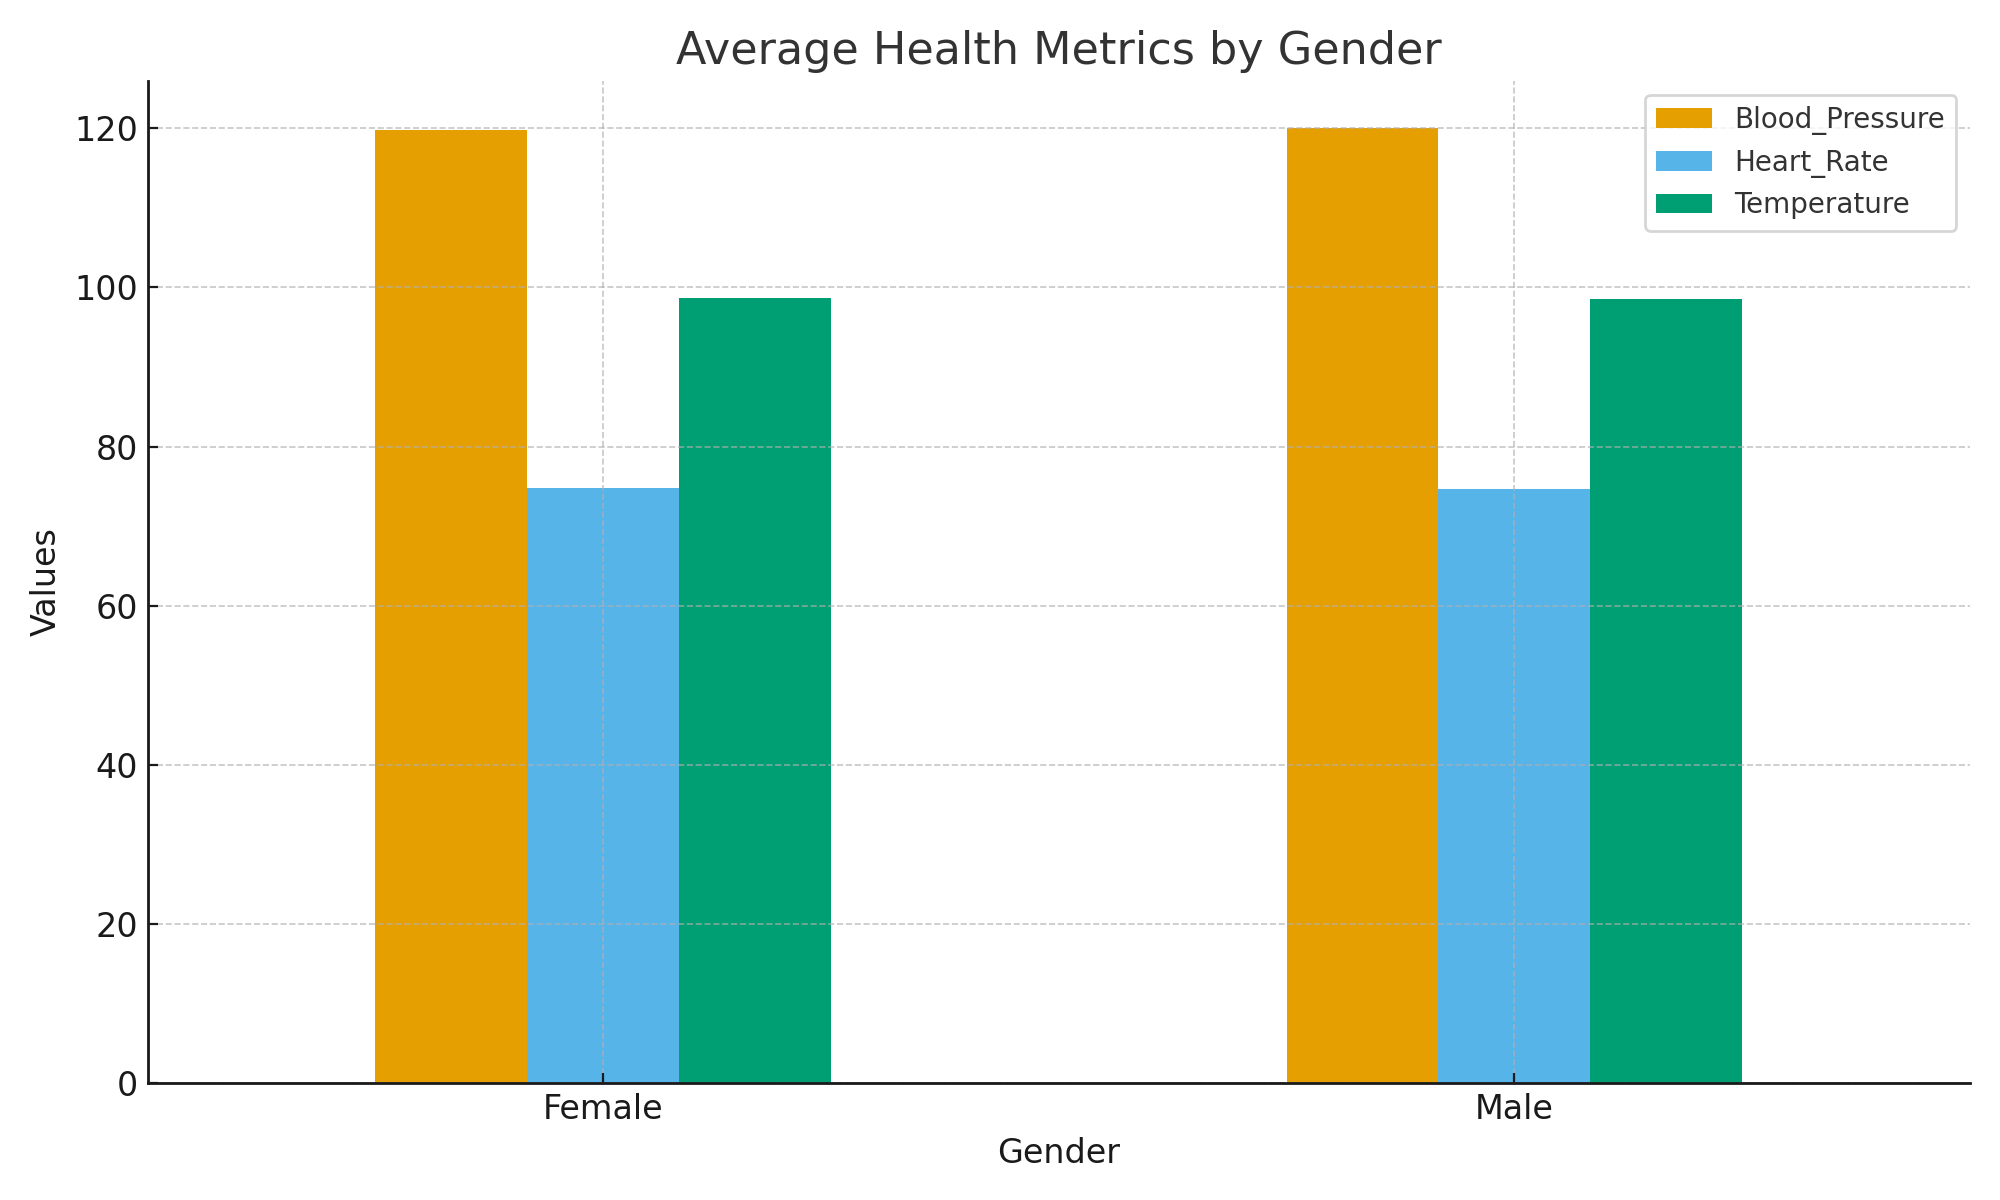 Average Health Metrics by Gender
Blood_Pressure
Heart_Rate
Temperature
120
100
80
60
40
20
0
Values
Female
Male
Gender